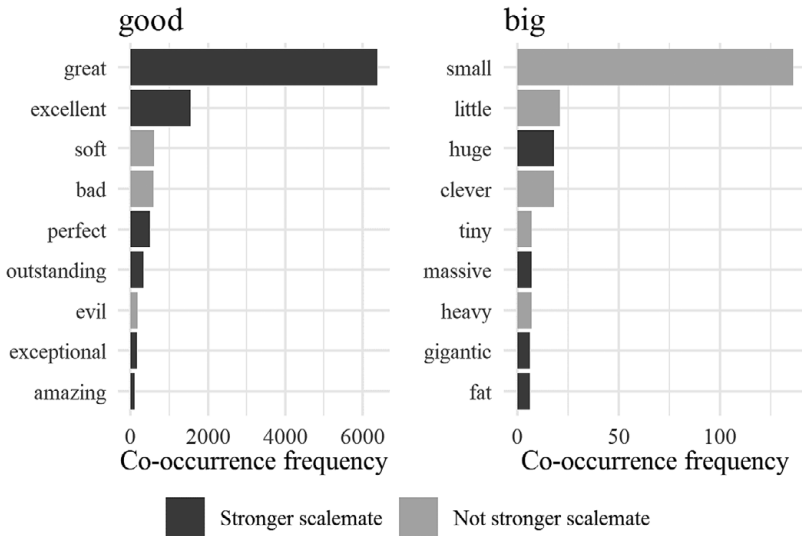 good
great
excellent
soft
bad
perfect
outstanding
evil
exceptional
amazing
0 2000 4000 6000
Co-occurrence frequency
big
small
little
huge
clever
tiny
massive
heavy
gigantic
fat
0 50 100
Co-occurrence frequency
Stronger scalemate Not stronger scalemate